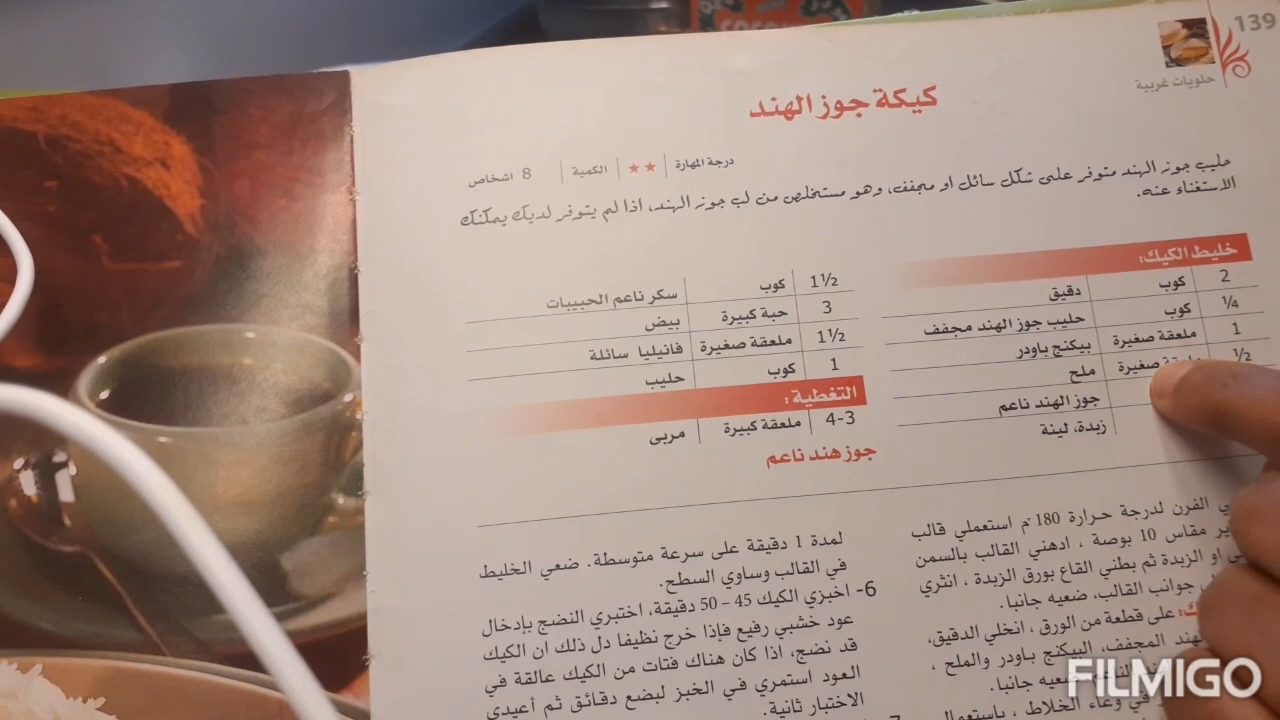 139
حلويات غربية
كيكة جوز الهند
درجة المهارة ★★ الكمية 8 اشخاص
حليب جوز الهند متوفر على شكل سائل او مجفف، وهو مستخلص من لب جوز الهند، اذا لم يتوفر لديك يمكنك
الاستغناء عنه.
خليط الكيك:
2 كوب دقيق
¼ كوب حليب جوز الهند مجفف
1 ملعقة صغيرة بيكنج باودر
½ صغيرة ملح
جوز الهند ناعم
زبدة، لينة
1½ كوب سكر ناعم الحبيبات
3 حبة كبيرة بيض
1½ ملعقة صغيرة فانيليا سائلة
1 كوب حليب
التغطية:
3-4 ملعقة كبيرة مربى
جوز هند ناعم
الفرن لدرجة حرارة 180 م استعملي قالب
مقاس 10 بوصة ، ادهني القالب بالسمن
او الزبدة ثم بطني القاع بورق الزبدة ، انثري
جوانب القالب، ضعيه جانبا.
على قطعة من الورق ، انخلي الدقيق،
المجفف، البيكنج باودر والملح ،
ضعيه جانبا.
في وعاء الخلاط ، باستعمال
لمدة 1 دقيقة على سرعة متوسطة. ضعي الخليط
في القالب وساوي السطح.
6- اخبزي الكيك 45 – 50 دقيقة، اختبري النضج بإدخال
عود خشبي رفيع فإذا خرج نظيفا دل ذلك ان الكيك
قد نضج، اذا كان هناك فتات من الكيك عالقة في
العود استمري في الخبز لبضع دقائق ثم أعيدي
الاختبار ثانية.
7-
FILMIGO